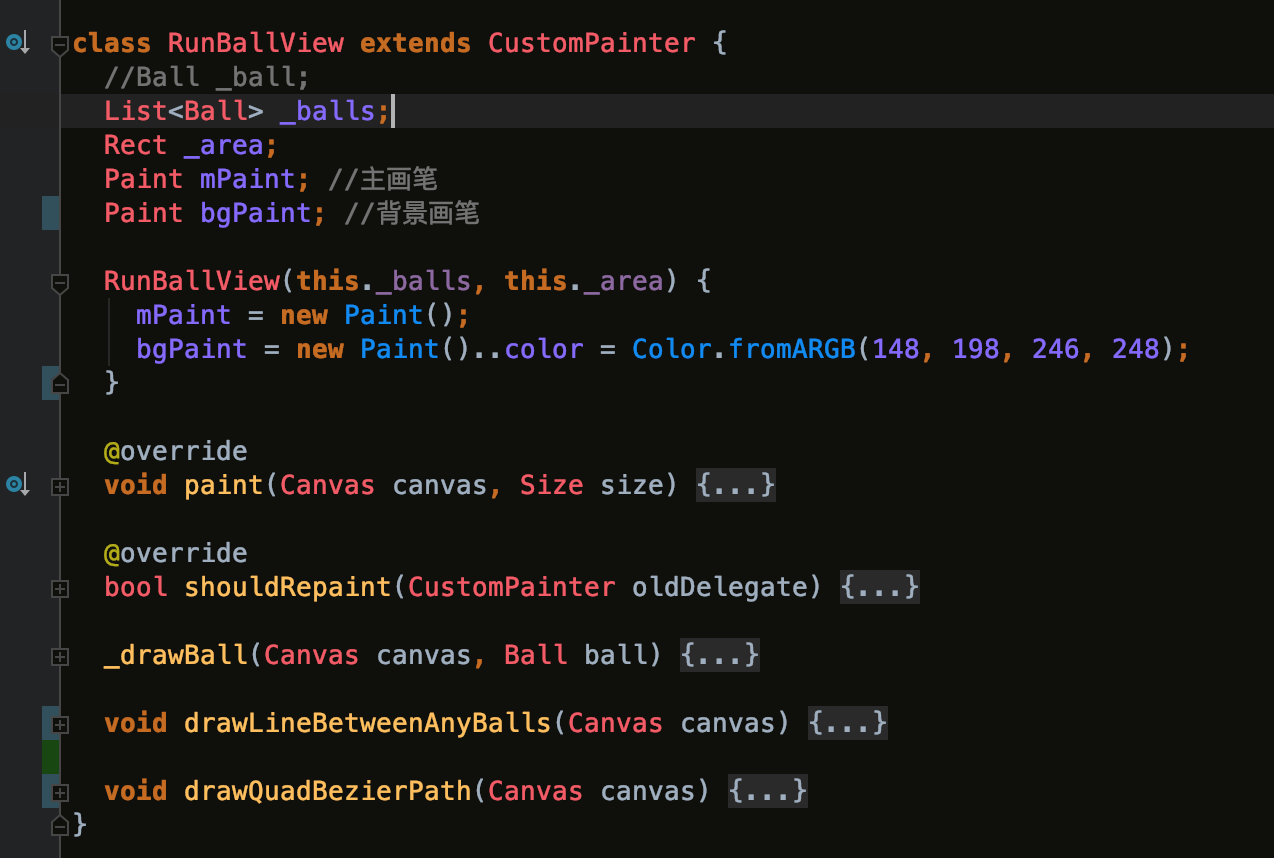 class RunBallView extends CustomPainter {
//Ball _ball;
List<Ball> _balls;
Rect _area;
Paint mPaint; //主画笔
Paint bgPaint; //背景画笔
RunBallView(this._balls, this._area) {
mPaint = new Paint();
bgPaint = new Paint()..color = Color.fromARGB(148, 198, 246, 248);
}
@override
void paint(Canvas canvas, Size size) {...}
@override
bool shouldRepaint(CustomPainter oldDelegate) {...}
_drawBall(Canvas canvas, Ball ball) {...}
void drawLineBetweenAnyBalls(Canvas canvas) {...}
void drawQuadBezierPath(Canvas canvas) {...}
}